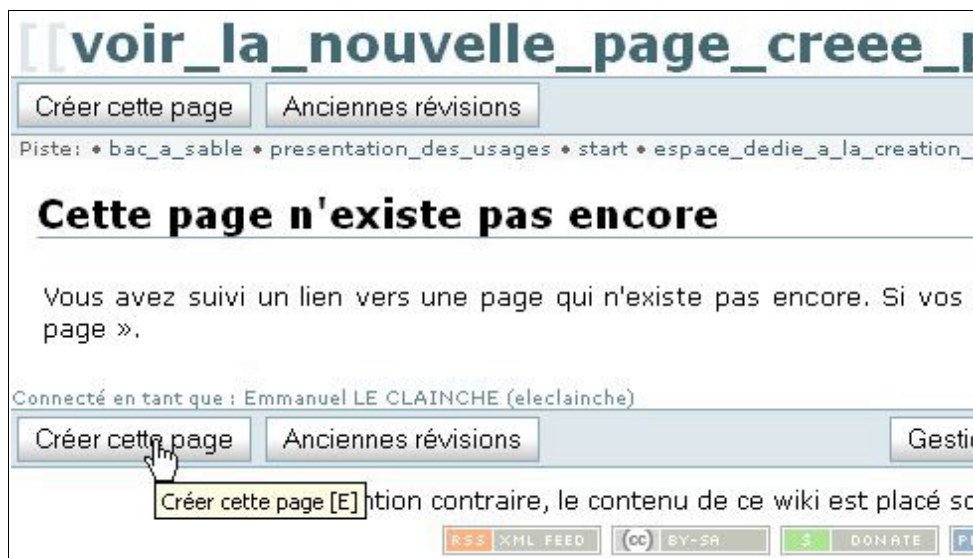 [[voir_la_nouvelle_page_creee_
Créer cette page Anciennes révisions
Piste: • bac_a_sable • presentation_des_usages • start • espace_dedie_a_la_creation_
Cette page n'existe pas encore
Vous avez suivi un lien vers une page qui n'existe pas encore. Si vos
page ».
Connecté en tant que : Emmanuel LE CLAINCHE (eleclainche)
Créer cette page Anciennes révisions Gesti
Créer cette page [E] ntion contraire, le contenu de ce wiki est placé so
RSS XML FEED (cc) BY-SA $ DONATE P